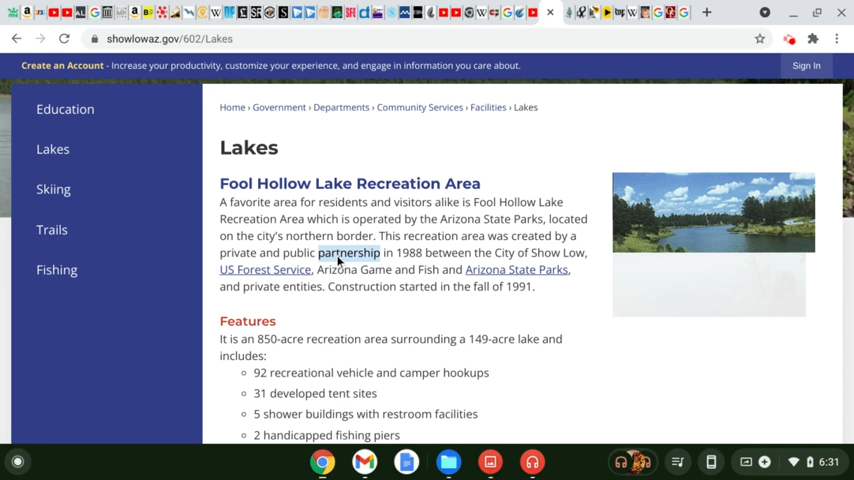 showlowaz.gov/602/Lakes
Create an Account - Increase your productivity, customize your experience, and engage in information you care about.
Sign In
Education
Lakes
Skiing
Trails
Fishing
Home › Government › Departments › Community Services › Facilities › Lakes
Lakes
Fool Hollow Lake Recreation Area
A favorite area for residents and visitors alike is Fool Hollow Lake
Recreation Area which is operated by the Arizona State Parks, located
on the city's northern border. This recreation area was created by a
private and public partnership in 1988 between the City of Show Low,
US Forest Service, Arizona Game and Fish and Arizona State Parks,
and private entities. Construction started in the fall of 1991.
Features
It is an 850-acre recreation area surrounding a 149-acre lake and
includes:
92 recreational vehicle and camper hookups
31 developed tent sites
5 shower buildings with restroom facilities
2 handicapped fishing piers
6:31